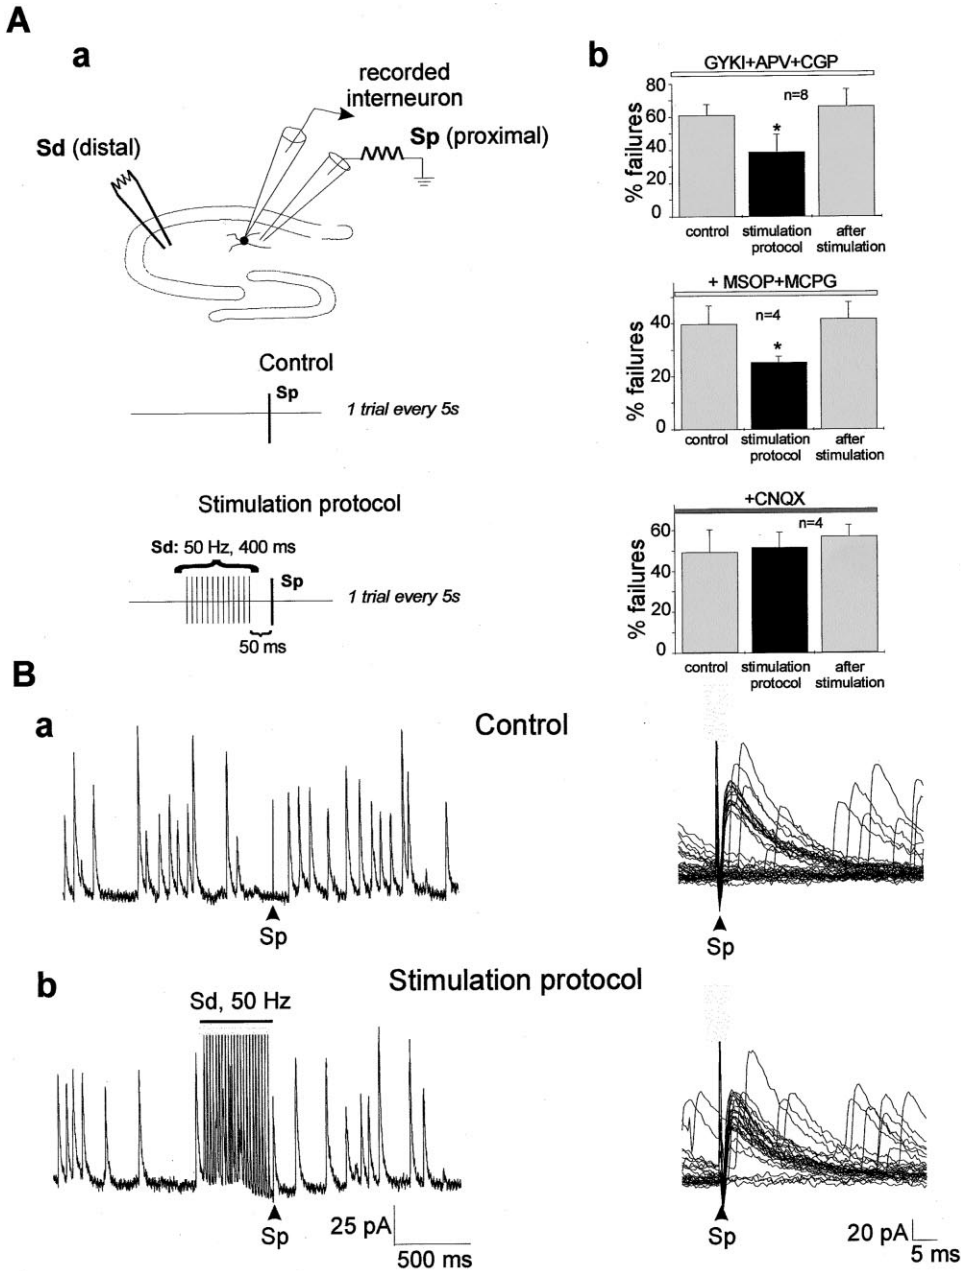 A
a
recorded
interneuron
Sd (distal)
Sp (proximal)
Control
Sp
1 trial every 5s
Stimulation protocol
Sd: 50 Hz, 400 ms
Sp
1 trial every 5s
50 ms
b
GYKI+APV+CGP
80
60
40
20
0
% failures
n=8
*
control
stimulation
protocol
after
stimulation
+ MSOP+MCPG
40
20
0
% failures
n=4
*
control
stimulation
protocol
after
stimulation
+CNQX
60
40
20
0
% failures
n=4
control
stimulation
protocol
after
stimulation
B
a
Control
Sp
Sp
b
Stimulation protocol
Sd, 50 Hz
Sp
25 pA
500 ms
Sp
20 pA
5 ms